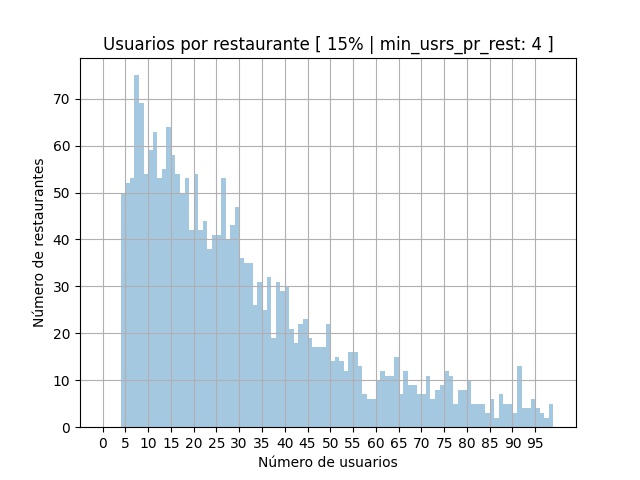 Usuarios por restaurante [ 15% | min_usrs_pr_rest: 4 ]
Número de restaurantes
70
60
50
40
30
20
10
0
0 5 10 15 20 25 30 35 40 45 50 55 60 65 70 75 80 85 90 95
Número de usuarios